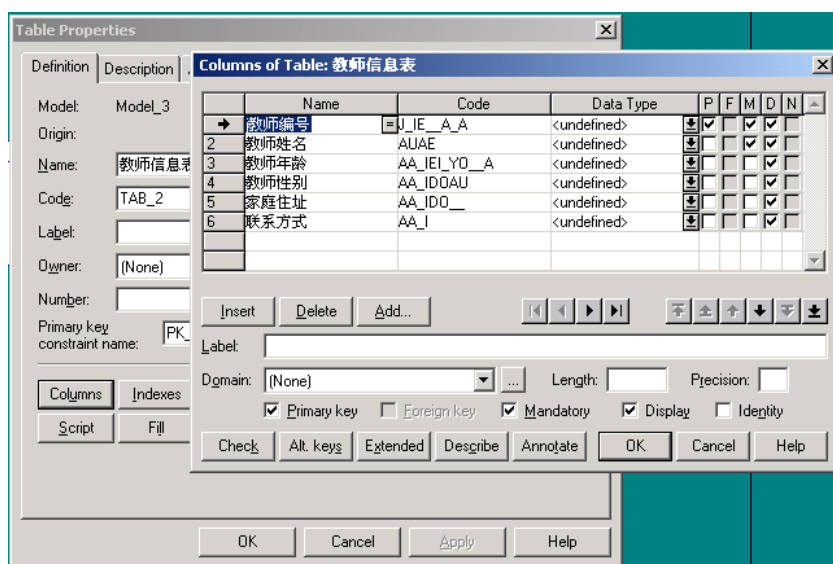 Table Properties
Definition Description
Model: Model_3
Origin:
Name: 教师信息表
Code: TAB_2
Label:
Owner: (None)
Number:
Primary key
constraint name: PK_
Columns Indexes
Script Fill
OK Cancel Apply Help
Columns of Table: 教师信息表
Name Code Data Type P F M D N
教师编号 = J_IE__A_A <undefined>
2 教师姓名 AUAE <undefined>
3 教师年龄 AA_IEI_YO__A <undefined>
4 教师性别 AA_IDOAU <undefined>
5 家庭住址 AA_IDO__ <undefined>
6 联系方式 AA_I <undefined>
Insert Delete Add...
Label:
Domain: (None) ... Length: Precision:
Primary key Foreign key Mandatory Display Identity
Check Alt. keys Extended Describe Annotate OK Cancel Help